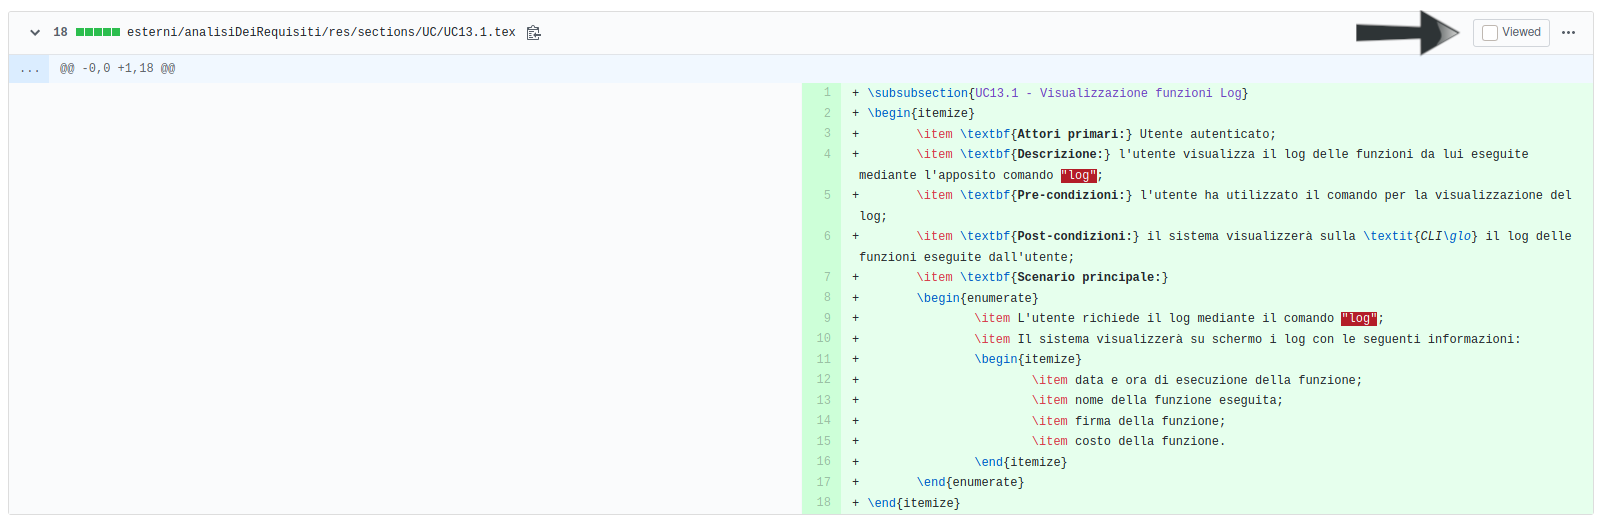 18 esterni/analisiDeiRequisiti/res/sections/UC/UC13.1.tex Viewed ...
... @@ -0,0 +1,18 @@
1 + \subsubsection{UC13.1 - Visualizzazione funzioni Log}
2 + \begin{itemize}
3 + \item \textbf{Attori primari:} Utente autenticato;
4 + \item \textbf{Descrizione:} l'utente visualizza il log delle funzioni da lui eseguite
mediante l'apposito comando "log";
5 + \item \textbf{Pre-condizioni:} l'utente ha utilizzato il comando per la visualizzazione del
log;
6 + \item \textbf{Post-condizioni:} il sistema visualizzerà sulla \textit{CLI\glo} il log delle
funzioni eseguite dall'utente;
7 + \item \textbf{Scenario principale:}
8 + \begin{enumerate}
9 + \item L'utente richiede il log mediante il comando "log";
10 + \item Il sistema visualizzerà su schermo i log con le seguenti informazioni:
11 + \begin{itemize}
12 + \item data e ora di esecuzione della funzione;
13 + \item nome della funzione eseguita;
14 + \item firma della funzione;
15 + \item costo della funzione.
16 + \end{itemize}
17 + \end{enumerate}
18 + \end{itemize}